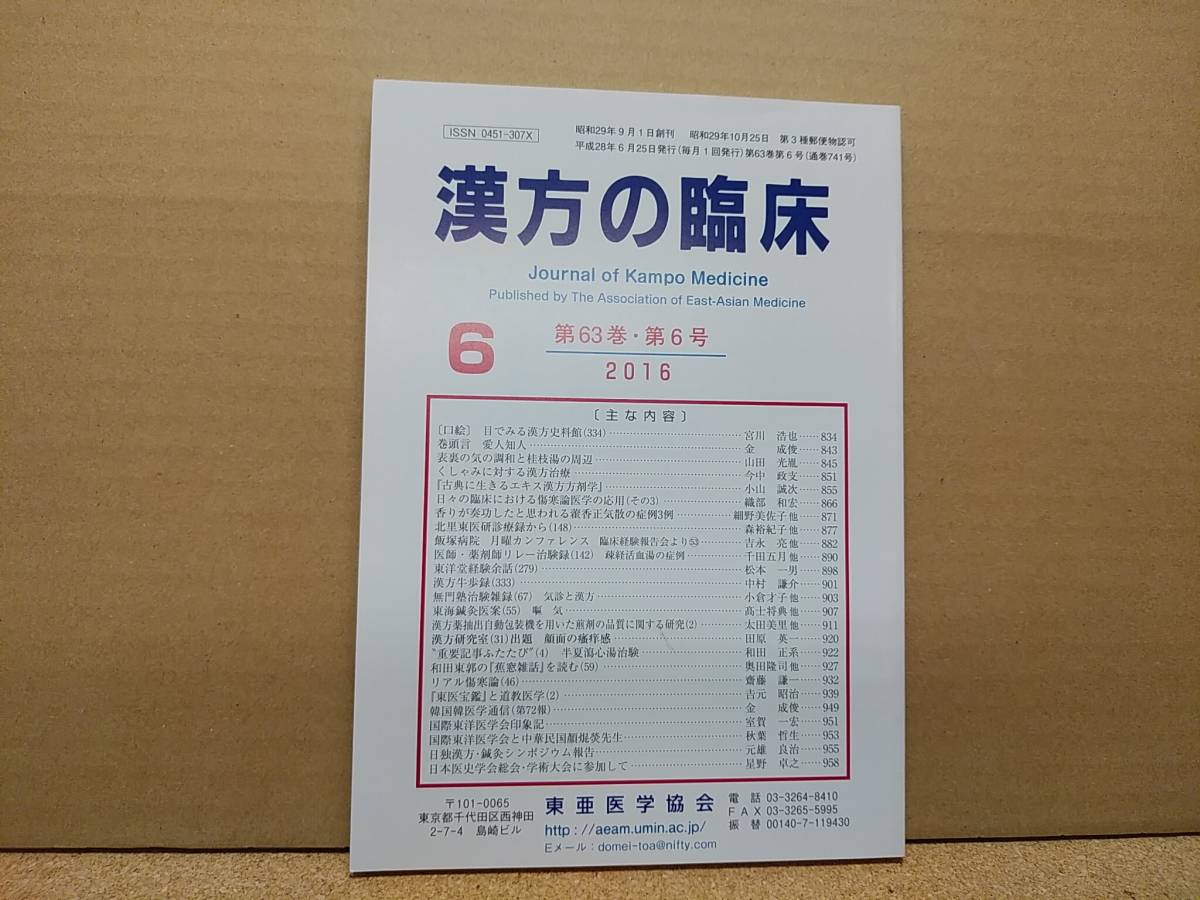 ISSN 0451-307X
昭和29年9月1日創刊 昭和29年10月25日 第3種郵便物認可
平成28年6月25日発行(毎月1回発行)第63巻第6号(通巻741号)
漢方の臨床
Journal of Kampo Medicine
Published by The Association of East-Asian Medicine
6
第63巻・第6号
2016
〔主な内容〕
〔口絵〕 目でみる漢方史料館(334)……宮川 浩也……834
巻頭言 愛人知人……金 成俊……843
表裏の気の調和と桂枝湯の周辺……山田 光胤……845
くしゃみに対する漢方治療……今中 政支……851
『古典に生きるエキス漢方方剤学』……小山 誠次……855
日々の臨床における傷寒論医学の応用(その3)……織部 和宏……866
香りが奏功したと思われる藿香正気散の症例3例……細野美佐子他……871
北里東医研診療録から(148)……森裕紀子他……877
飯塚病院 月曜カンファレンス 臨床経験報告会より㊼……吉永 亮他……882
医師・薬剤師リレー治験録(142) 疎経活血湯の症例……千田五月他……890
東洋堂経験余話(279)……松本 一男……898
漢方牛歩録(333)……中村 謙介……901
無門塾治験雑録(67) 気診と漢方……小倉才子他……903
東海鍼灸医案(55) 嘔気……髙士将典他……907
漢方薬抽出自動包装機を用いた煎剤の品質に関する研究(2)……太田美里他……911
漢方研究室(31)出題 顔面の瘙痒感……田原 英一……920
"重要記事ふたたび"(4) 半夏瀉心湯治験……和田 正系……922
和田東郭の『蕉窓雑話』を読む(59)……奥田隆司他……927
リアル傷寒論(46)……齋藤 謙一……932
『東医宝鑑』と道教医学(2)……吉元 昭治……939
韓国韓医学通信(第72報)……金 成俊……949
国際東洋医学会印象記……室賀 一宏……951
国際東洋医学会と中華民国顔焜熒先生……秋葉 哲生……953
日独漢方・鍼灸シンポジウム報告……元雄 良治……955
日本医史学会総会・学術大会に参加して……星野 卓之……958
〒101-0065
東京都千代田区西神田
2-7-4 島崎ビル
東亜医学協会
http://aeam.umin.ac.jp/
Eメール:domei-toa@nifty.com
電話 03-3264-8410
FAX 03-3265-5995
振替 00140-7-119430